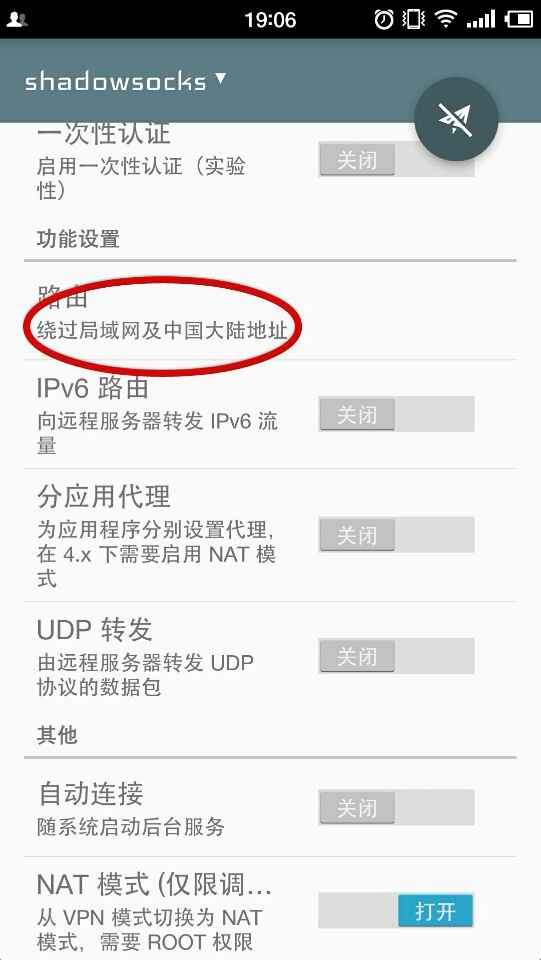 19:06
shadowsocks
一次性认证
启用一次性认证（实验
性）
关闭
功能设置
路由
绕过局域网及中国大陆地址
IPv6 路由
向远程服务器转发 IPv6 流
量
关闭
分应用代理
为应用程序分别设置代理，
在 4.x 下需要启用 NAT 模
式
关闭
UDP 转发
由远程服务器转发 UDP
协议的数据包
关闭
其他
自动连接
随系统启动后台服务
关闭
NAT 模式 (仅限调...
从 VPN 模式切换为 NAT
模式，需要 ROOT 权限
打开